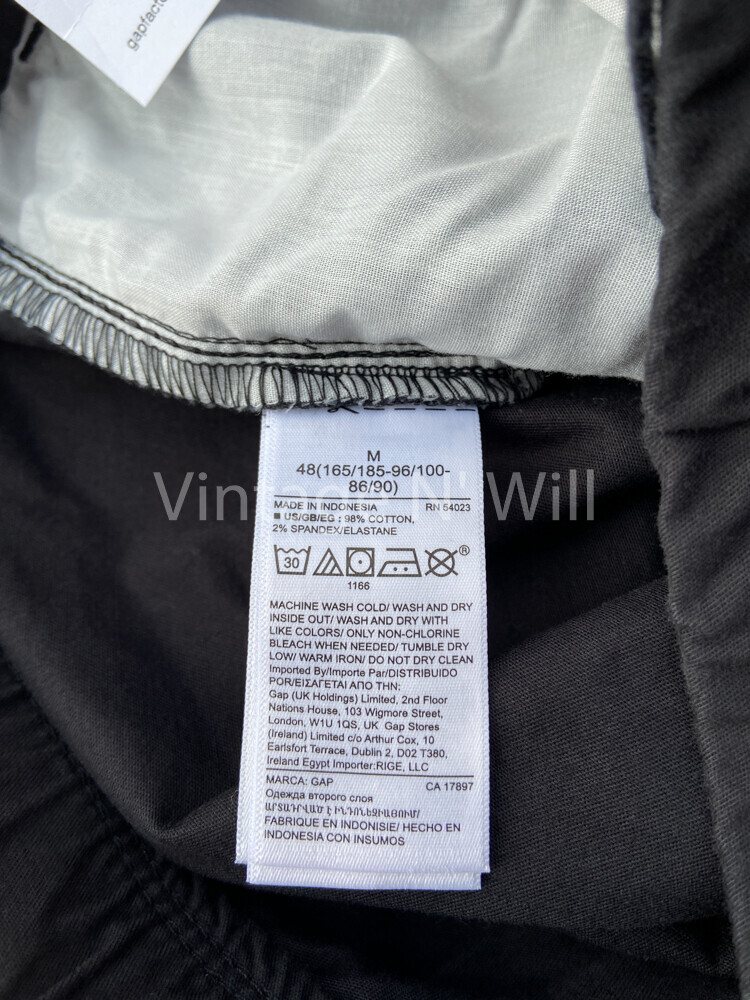 gapfacto
M
48(165/185-96/100-
86/90)
Vintage N' Will
MADE IN INDONESIA RN 54023
■ US/GB/EG : 98% COTTON,
2% SPANDEX/ELASTANE
30 ®
1166
MACHINE WASH COLD/ WASH AND DRY
INSIDE OUT/ WASH AND DRY WITH
LIKE COLORS/ ONLY NON-CHLORINE
BLEACH WHEN NEEDED/ TUMBLE DRY
LOW/ WARM IRON/ DO NOT DRY CLEAN
Imported By/Importe Par/DISTRIBUIDO
POR/ΕΙΣΑΓΕΤΑΙ ΑΠΟ ΤΗΝ:
Gap (UK Holdings) Limited, 2nd Floor
Nations House, 103 Wigmore Street,
London, W1U 1QS, UK Gap Stores
(Ireland) Limited c/o Arthur Cox, 10
Earlsfort Terrace, Dublin 2, D02 T380,
Ireland Egypt Importer:RIGE, LLC
MARCA: GAP CA 17897
Одежда второго слоя
ԱՐՏԱԴՐՎԱԾ Է ԻՆԴՈՆԵԶԻԱՅՈՒՄ/
FABRIQUE EN INDONISIE/ HECHO EN
INDONESIA CON INSUMOS